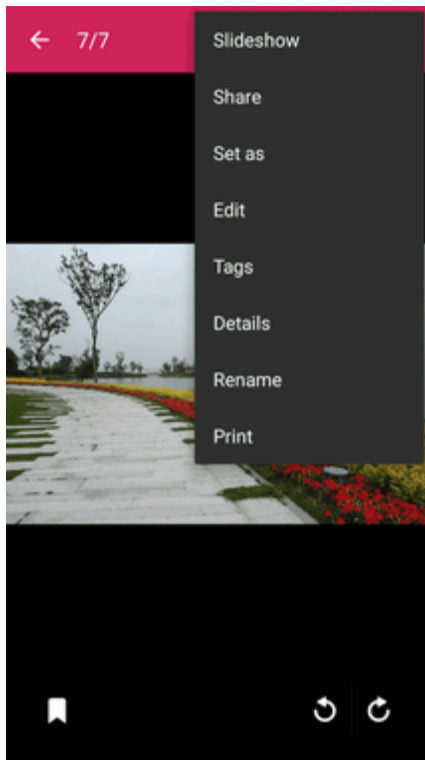 7/7
Slideshow
Share
Set as
Edit
Tags
Details
Rename
Print